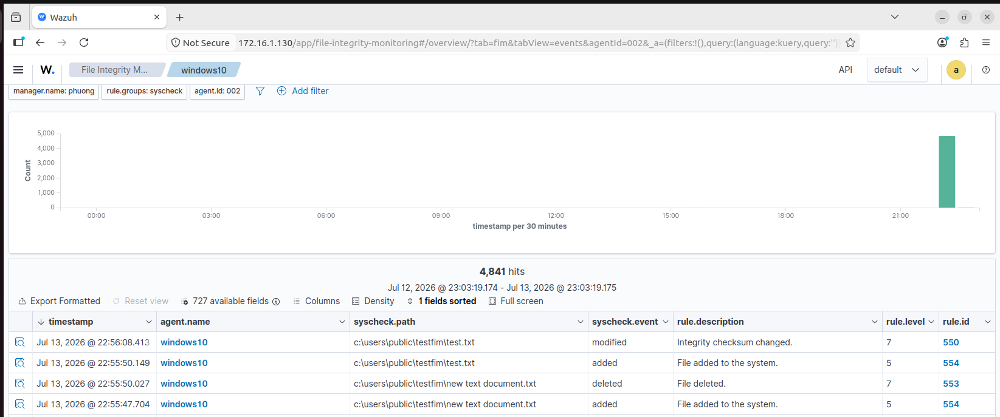 Wazuh
Not Secure 172.16.1.130/app/file-integrity-monitoring#/overview/?tab=fim&tabView=events&agentId=002&_a=(filters:!(),query:(language:kuery,query:''))
W. File Integrity M... windows10 API default a
manager.name: phuong rule.groups: syscheck agent.id: 002 Add filter
5,000
4,000
3,000
2,000
1,000
0
Count
00:00 03:00 06:00 09:00 12:00 15:00 18:00 21:00
timestamp per 30 minutes
4,841 hits
Jul 12, 2026 @ 23:03:19.174 - Jul 13, 2026 @ 23:03:19.175
Export Formatted Reset view 727 available fields Columns Density 1 fields sorted Full screen
timestamp agent.name syscheck.path syscheck.event rule.description rule.level rule.id
Jul 13, 2026 @ 22:56:08.413 windows10 c:\users\public\testfim\test.txt modified Integrity checksum changed. 7 550
Jul 13, 2026 @ 22:55:50.149 windows10 c:\users\public\testfim\test.txt added File added to the system. 5 554
Jul 13, 2026 @ 22:55:50.027 windows10 c:\users\public\testfim\new text document.txt deleted File deleted. 7 553
Jul 13, 2026 @ 22:55:47.704 windows10 c:\users\public\testfim\new text document.txt added File added to the system. 5 554